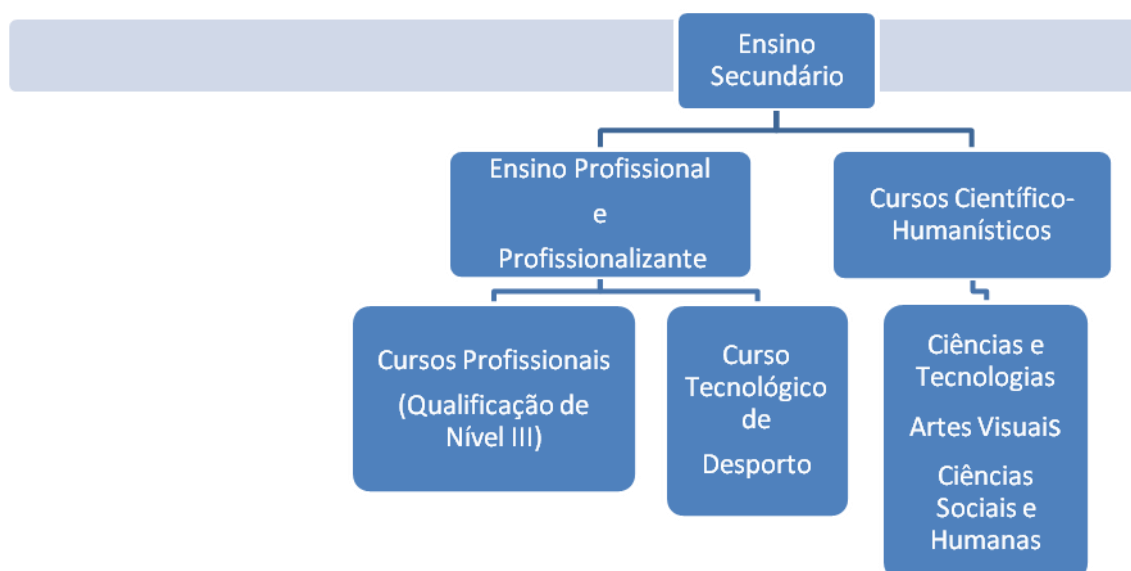 Ensino
Secundário
Ensino Profissional
e
Profissionalizante
Cursos Científico-
Humanísticos
Cursos Profissionais
(Qualificação de
Nível III)
Curso
Tecnológico
de
Desporto
Ciências e
Tecnologias
Artes Visuais
Ciências
Sociais e
Humanas